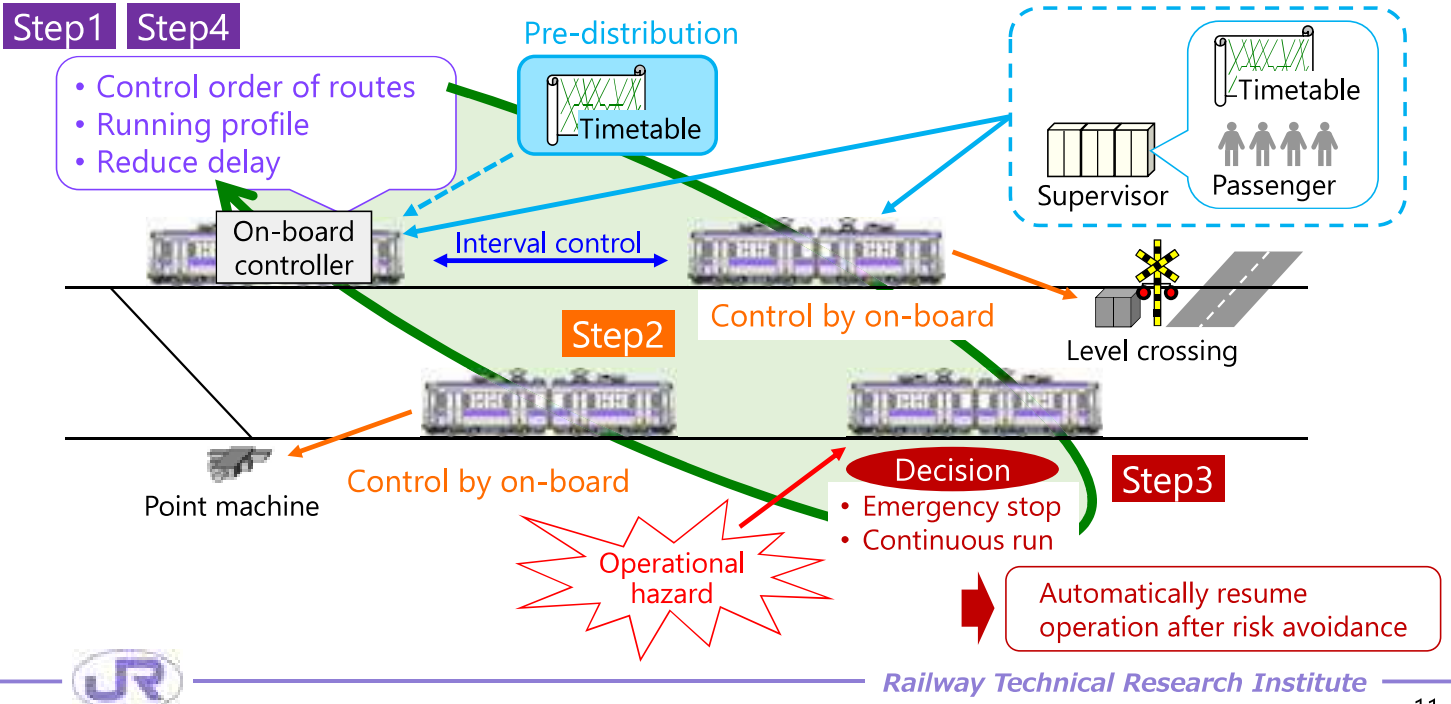 Step1 Step4
Pre-distribution
• Control order of routes
• Running profile
• Reduce delay
Timetable
Timetable
Supervisor
Passenger
On-board
controller
Interval control
Step2
Control by on-board
Level crossing
Point machine
Control by on-board
Decision
• Emergency stop
• Continuous run
Step3
Operational
hazard
Automatically resume
operation after risk avoidance
JR
Railway Technical Research Institute
11